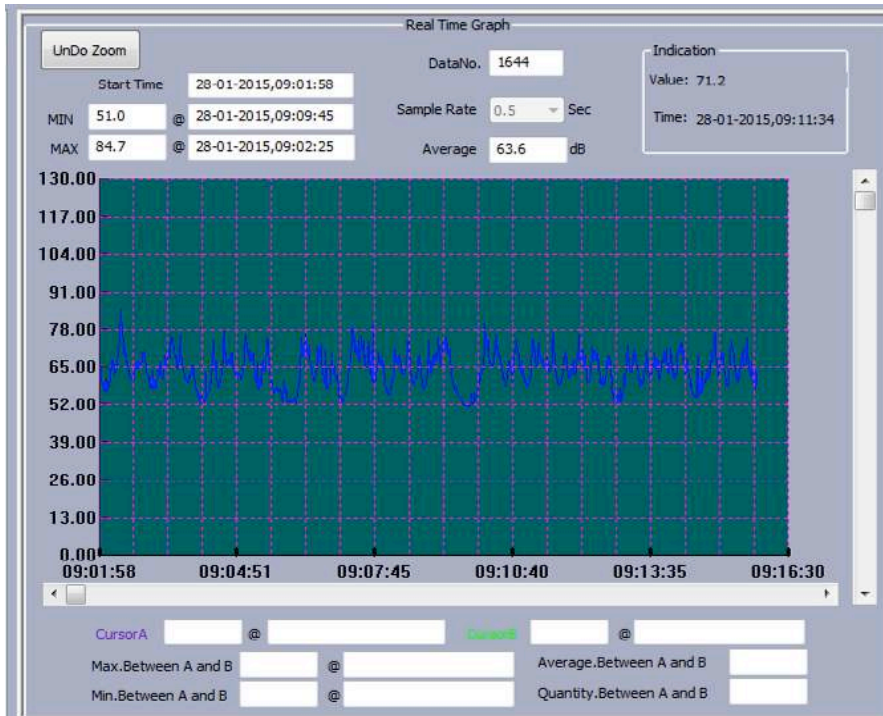 Real Time Graph
UnDo Zoom
DataNo. 1644
Indication
Start Time 28-01-2015,09:01:58
Value: 71.2
MIN 51.0 @ 28-01-2015,09:09:45
Sample Rate 0.5 Sec
Time: 28-01-2015,09:11:34
MAX 84.7 @ 28-01-2015,09:02:25
Average 63.6 dB
130.00
117.00
104.00
91.00
78.00
65.00
52.00
39.00
26.00
13.00
0.00
09:01:58 09:04:51 09:07:45 09:10:40 09:13:35 09:16:30
CursorA @ CursorB @
Max.Between A and B @ Average.Between A and B
Min.Between A and B @ Quantity.Between A and B